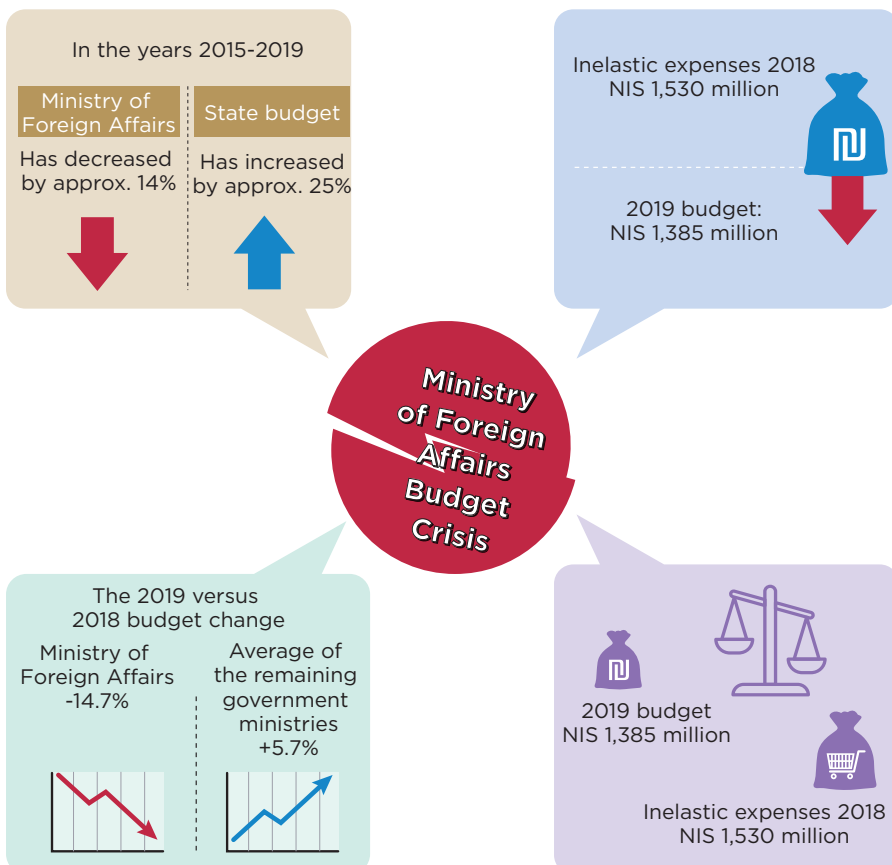 In the years 2015-2019
Ministry of
Foreign Affairs
Has decreased
by approx. 14%
State budget
Has increased
by approx. 25%
Inelastic expenses 2018
NIS 1,530 million
₪
2019 budget:
NIS 1,385 million
Ministry
of Foreign
Affairs
Budget
Crisis
The 2019 versus
2018 budget change
Ministry of
Foreign Affairs
-14.7%
Average of
the remaining
government
ministries
+5.7%
₪
2019 budget
NIS 1,385 million
Inelastic expenses 2018
NIS 1,530 million